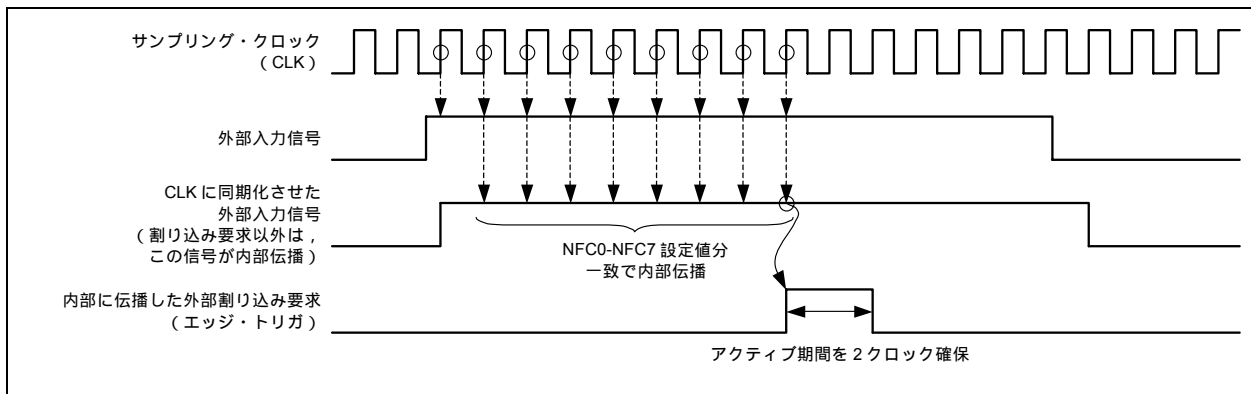 サンプリング・クロック
(CLK)
外部入力信号
CLKに同期化させた
外部入力信号
(割り込み要求以外は,
この信号が内部伝播)
NFC0-NFC7 設定値分
一致で内部伝播
内部に伝播した外部割り込み要求
(エッジ・トリガ)
アクティブ期間を2クロック確保